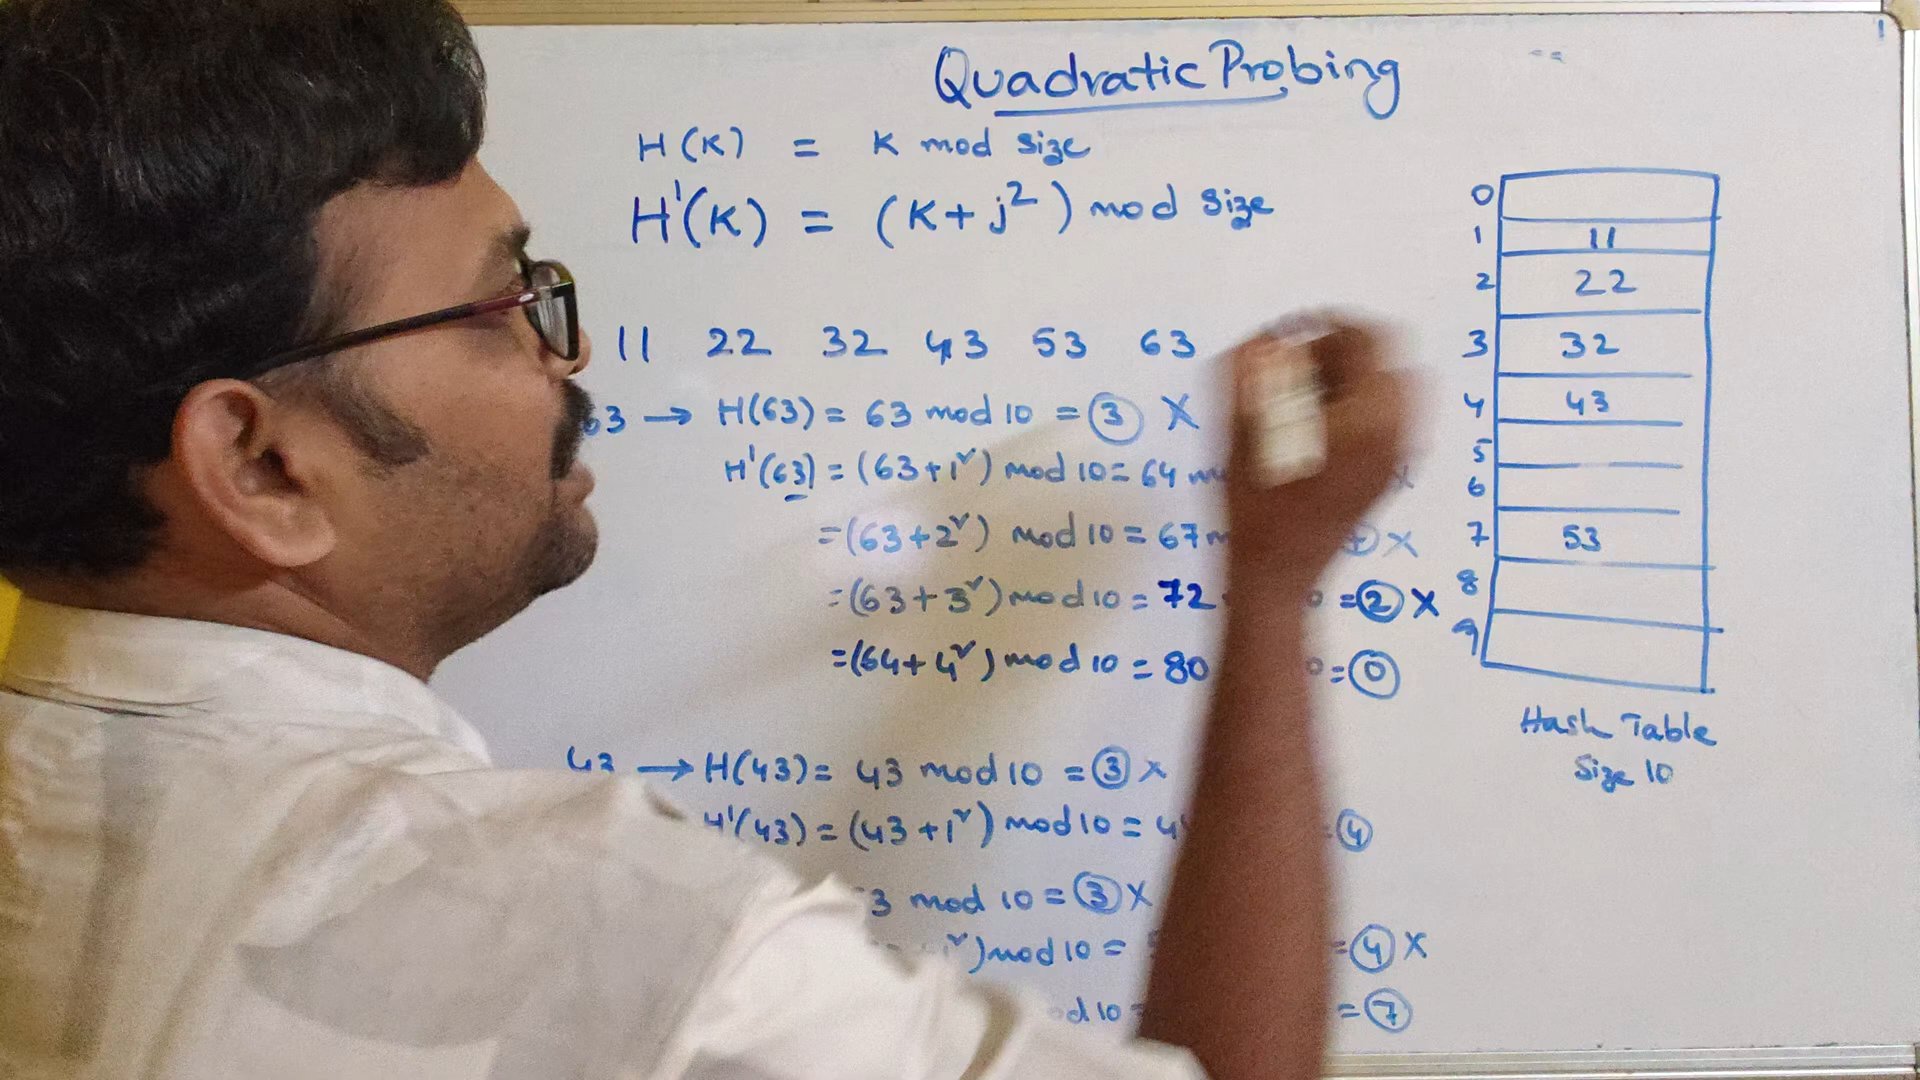 Quadratic Probing
H(K) = K mod Size
H'(K) = (K + j²) mod Size
11 22 32 43 53 63
63 → H(63) = 63 mod 10 = 3 X
H'(63) = (63+1²) mod 10 = 64 X
= (63+2²) mod 10 = 67 X
= (63+3²) mod 10 = 72 = 2 X
= (64+4²) mod 10 = 80 = 0
43 → H(43) = 43 mod 10 = 3 X
H'(43) = (43+1²) mod 10 = = 4
3 mod 10 = 3 X
1²) mod 10 = = 4 X
10 = 7
0
1 11
2 22
3 32
4 43
5
6
7 53
8
9
Hash Table
Size 10